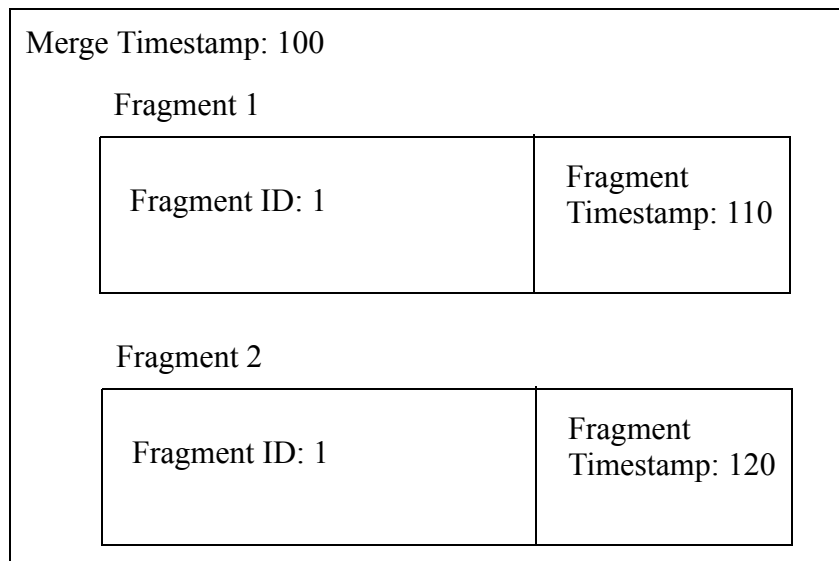 Merge Timestamp: 100
Fragment 1
Fragment ID: 1
Fragment
Timestamp: 110
Fragment 2
Fragment ID: 1
Fragment
Timestamp: 120